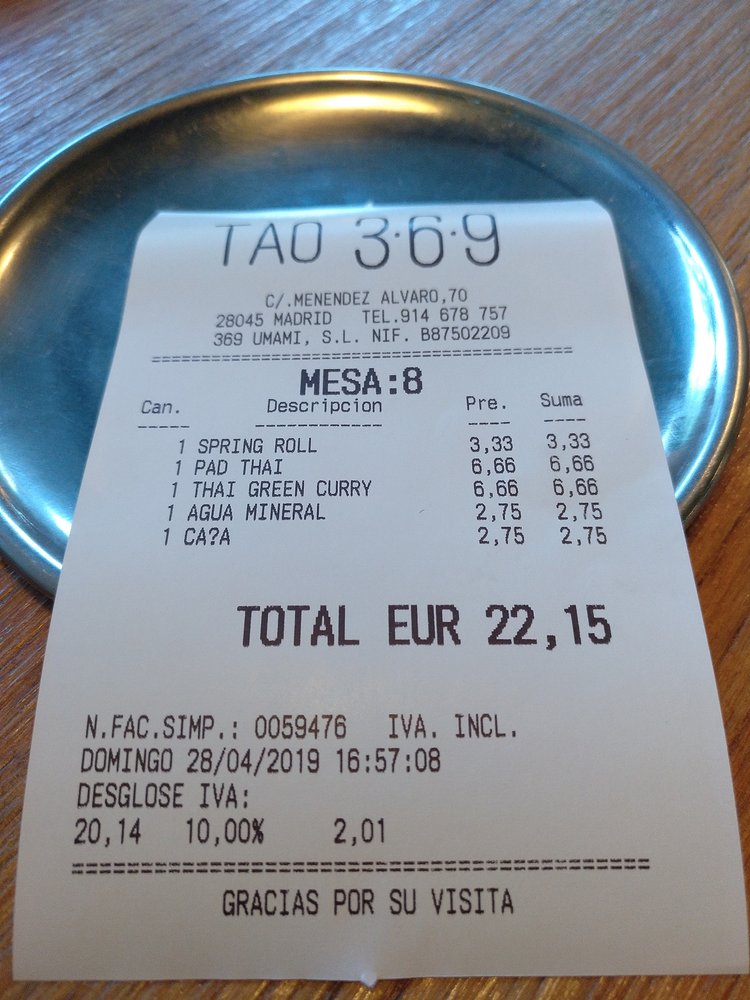 TAO 3·6·9
C/.MENENDEZ ALVARO,70
28045 MADRID TEL.914 678 757
369 UMAMI, S.L. NIF. B87502209
================================================
MESA:8
Can. Descripcion Pre. Suma
----- ------------ ---- ----
1 SPRING ROLL 3,33 3,33
1 PAD THAI 6,66 6,66
1 THAI GREEN CURRY 6,66 6,66
1 AGUA MINERAL 2,75 2,75
1 CA?A 2,75 2,75
TOTAL EUR 22,15
N.FAC.SIMP.: 0059476 IVA. INCL.
DOMINGO 28/04/2019 16:57:08
DESGLOSE IVA:
20,14 10,00% 2,01
================================================
GRACIAS POR SU VISITA